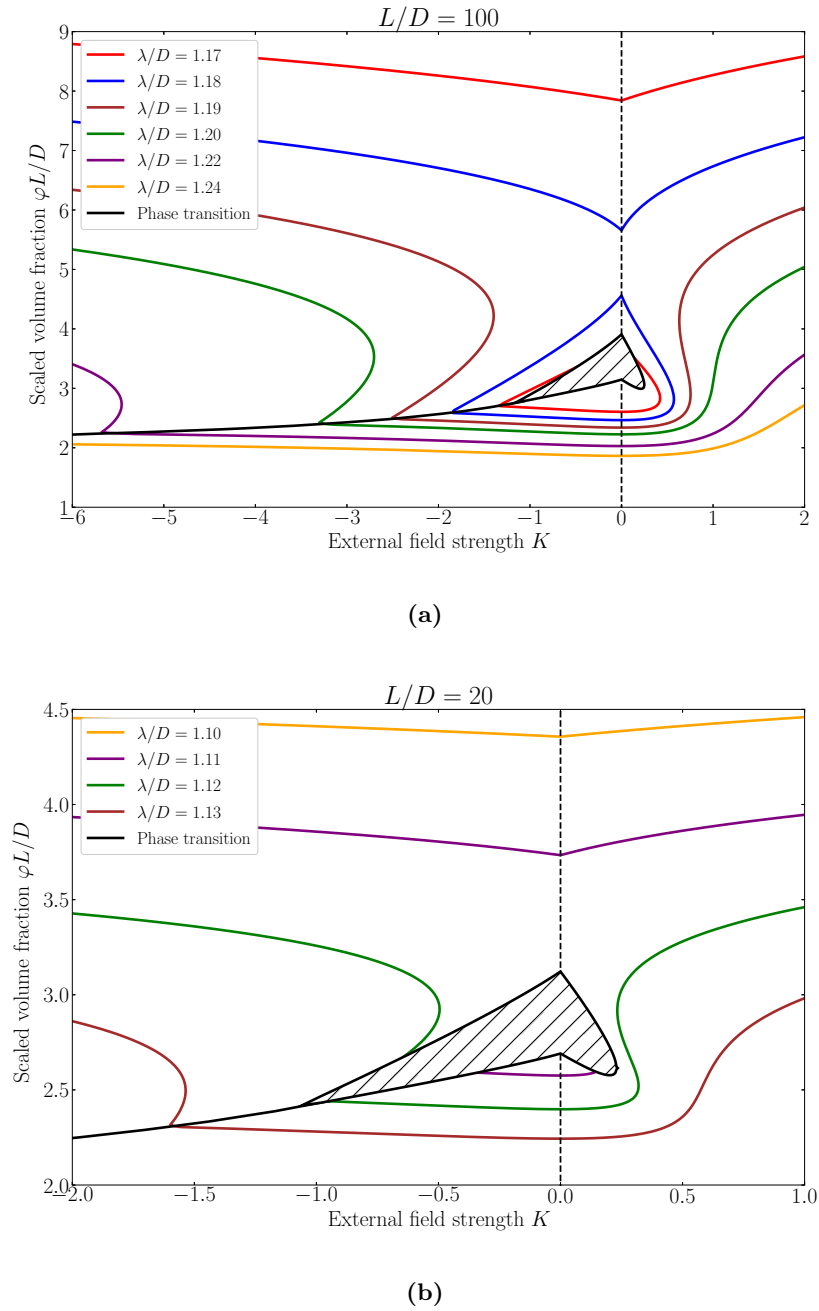 L/D = 100
Scaled volume fraction φL/D
9
8
7
6
5
4
3
2
1
λ/D = 1.17
λ/D = 1.18
λ/D = 1.19
λ/D = 1.20
λ/D = 1.22
λ/D = 1.24
Phase transition
−6 −5 −4 −3 −2 −1 0 1 2
External field strength K
(a)
L/D = 20
Scaled volume fraction φL/D
4.5
4.0
3.5
3.0
2.5
2.0
λ/D = 1.10
λ/D = 1.11
λ/D = 1.12
λ/D = 1.13
Phase transition
−2.0 −1.5 −1.0 −0.5 0.0 0.5 1.0
External field strength K
(b)